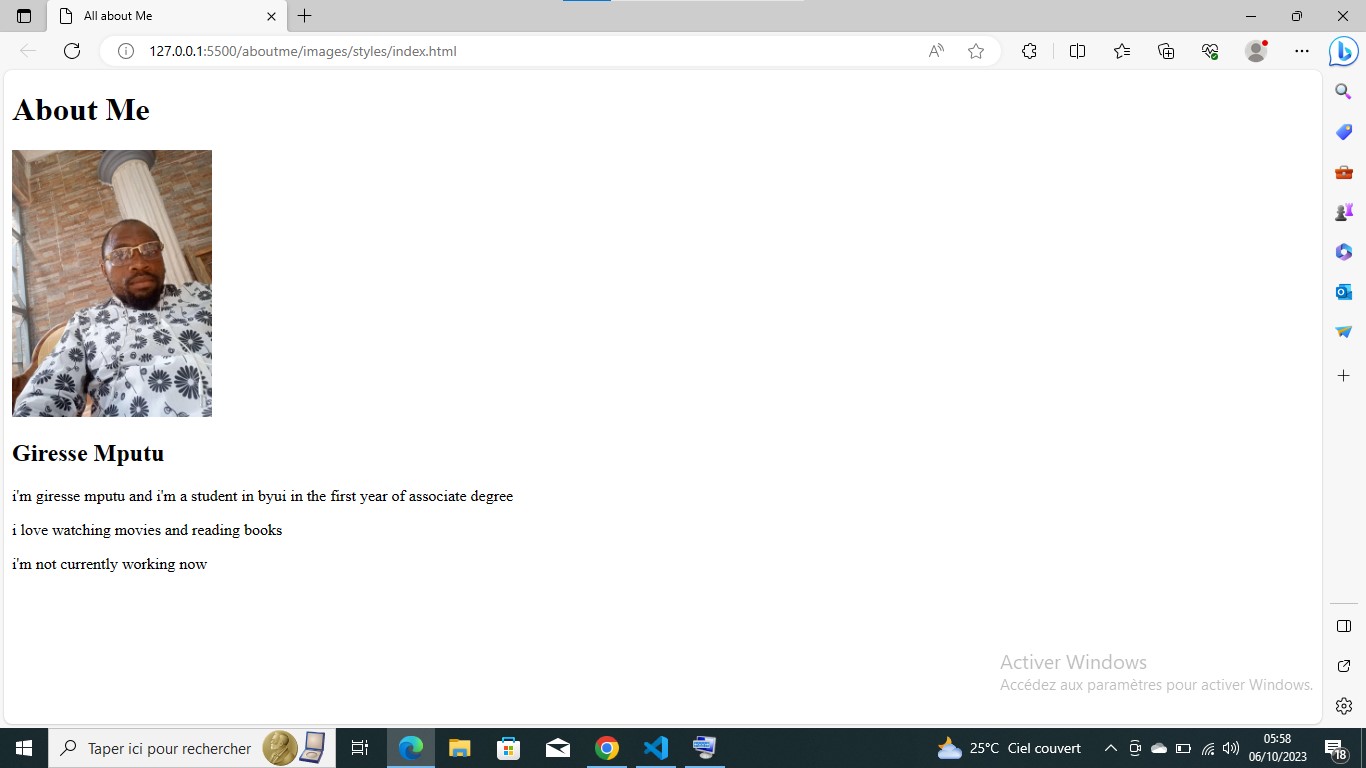 All about Me
127.0.0.1:5500/aboutme/images/styles/index.html
About Me
Giresse Mputu
i'm giresse mputu and i'm a student in byui in the first year of associate degree
i love watching movies and reading books
i'm not currently working now
Activer Windows
Accédez aux paramètres pour activer Windows.
Taper ici pour rechercher
25°C Ciel couvert
05:58
06/10/2023
18